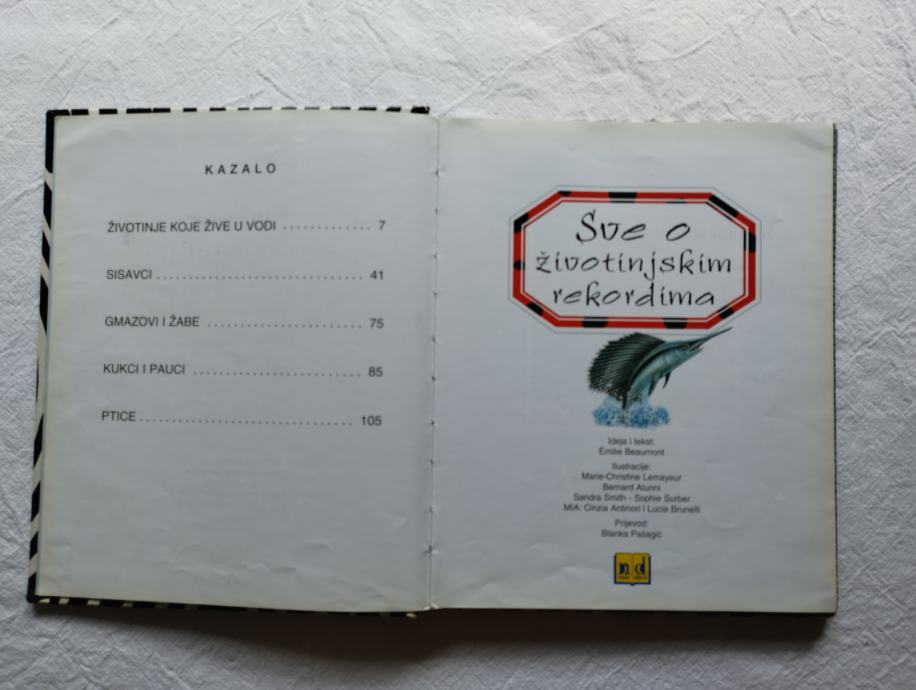 KAZALO
ŽIVOTINJE KOJE ŽIVE U VODI ............. 7
SISAVCI ............................... 41
GMAZOVI I ŽABE ....................... 75
KUKCI I PAUCI ........................ 85
PTICE ................................ 105
Sve o
životinjskim
rekordima
Ideja i tekst:
Émilie Beaumont
Ilustracije:
Marie-Christine Lemayeur
Bernard Alunni
Sandra Smith - Sophie Surber
MIA: Cinzia Antinori i Lucia Brunelli
Prijevod:
Blanka Pašagić
nd